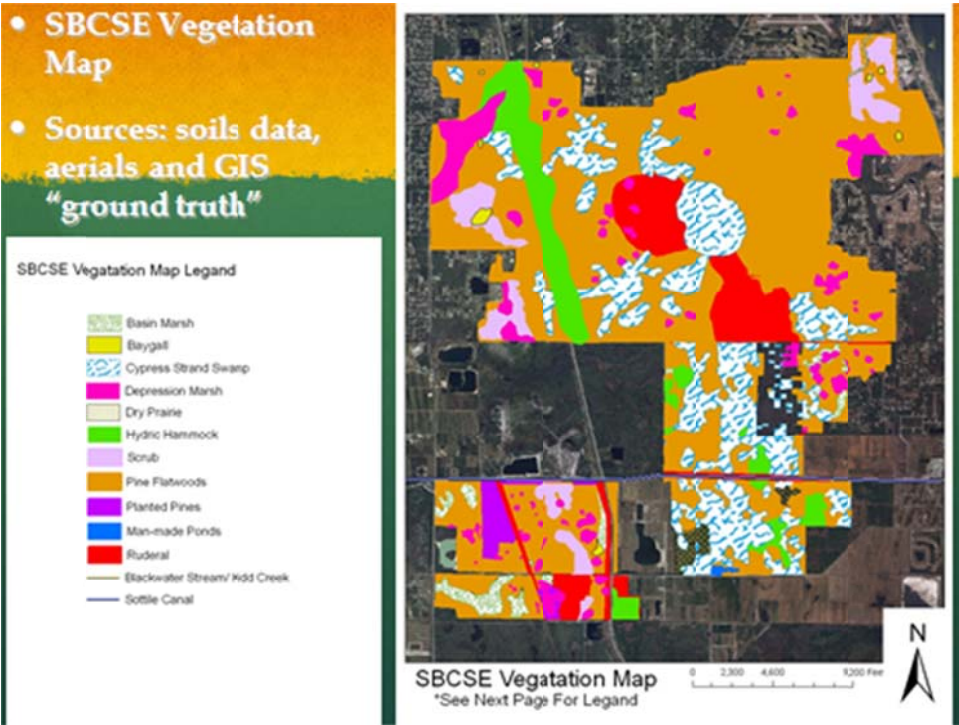 • SBCSE Vegetation
Map
• Sources: soils data,
aerials and GIS
“ground truth”
SBCSE Vegatation Map Legand
Basin Marsh
Baygall
Cypress Strand Swanp
Depression Marsh
Dry Prairie
Hydric Hammock
Scrub
Pine Flatwoods
Planted Pines
Man-made Ponds
Ruderal
Blackwater Stream/ Kidd Creek
Sottile Canal
SBCSE Vegatation Map
*See Next Page For Legand
0 2,300 4,600 9,200 Feet
N